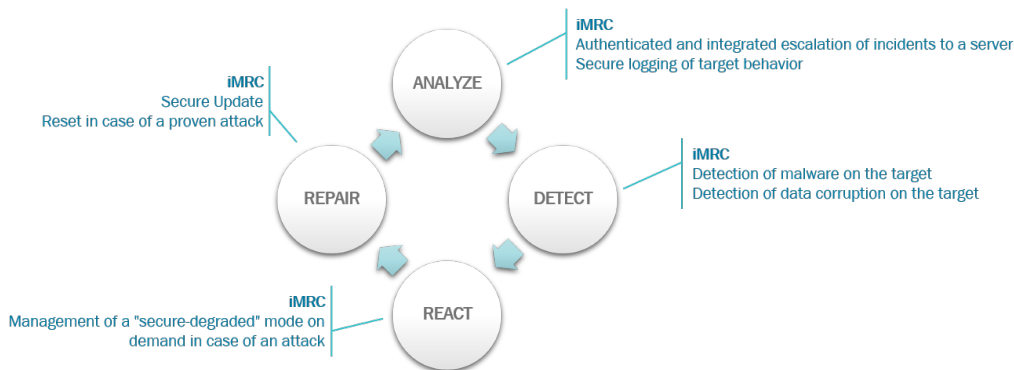 iMRC
Authenticated and integrated escalation of incidents to a server
Secure logging of target behavior
ANALYZE
iMRC
Secure Update
Reset in case of a proven attack
iMRC
Detection of malware on the target
Detection of data corruption on the target
REPAIR
DETECT
iMRC
Management of a "secure-degraded" mode on
demand in case of an attack
REACT